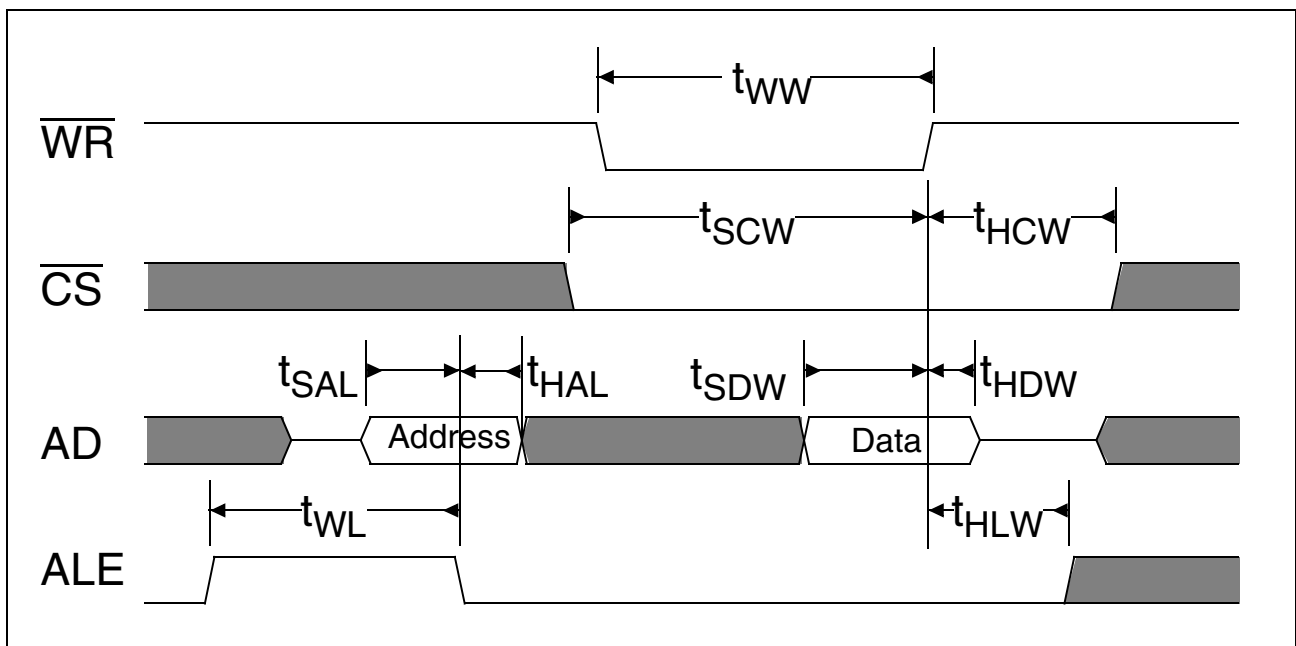 tWW
WR
tSCW tHCW
CS
tSAL tHAL tSDW tHDW
AD Address Data
tWL tHLW
ALE